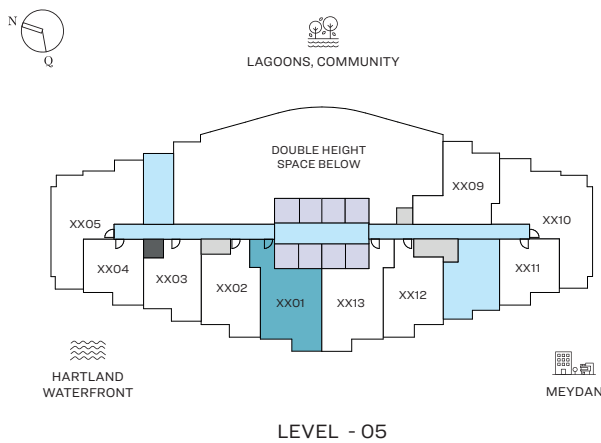 N
Q
LAGOONS, COMMUNITY
DOUBLE HEIGHT
SPACE BELOW
XX09
XX05
XX10
XX04
XX03
XX02
XX01
XX13
XX12
XX11
HARTLAND
WATERFRONT
MEYDAN
LEVEL - 05